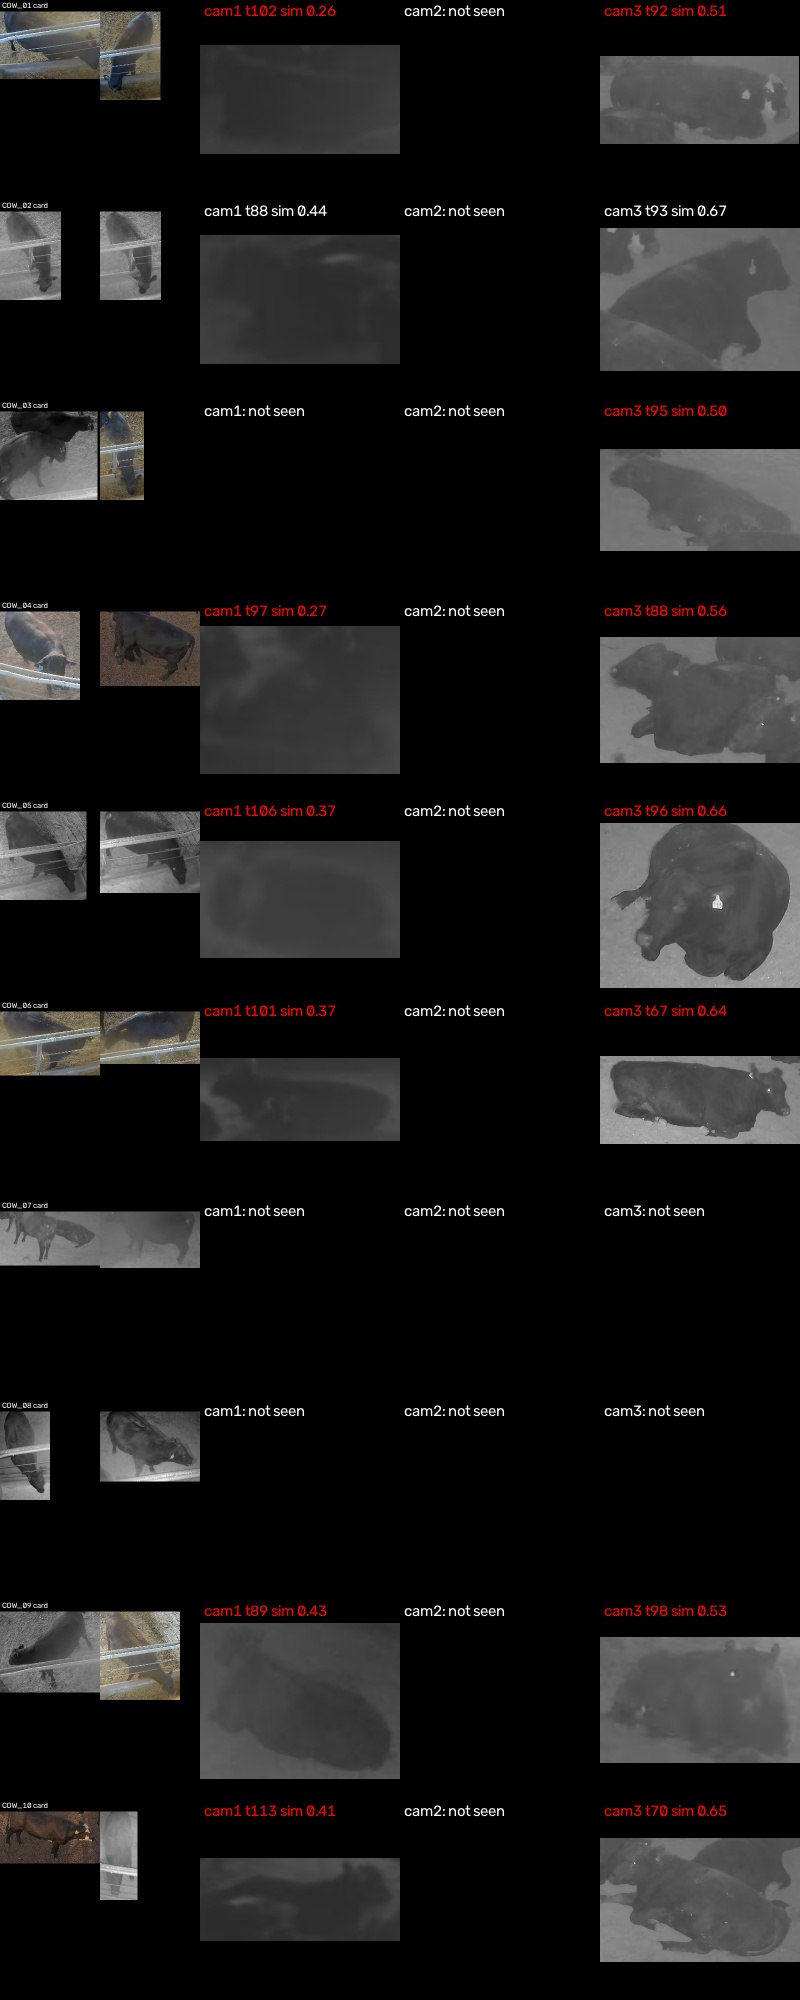 COW_01 card
cam1 t102 sim 0.26
cam2: not seen
cam3 t92 sim 0.51
COW_02 card
cam1 t88 sim 0.44
cam2: not seen
cam3 t93 sim 0.67
COW_03 card
cam1: not seen
cam2: not seen
cam3 t95 sim 0.50
COW_04 card
cam1 t97 sim 0.27
cam2: not seen
cam3 t88 sim 0.56
COW_05 card
cam1 t106 sim 0.37
cam2: not seen
cam3 t96 sim 0.66
COW_06 card
cam1 t101 sim 0.37
cam2: not seen
cam3 t67 sim 0.64
COW_07 card
cam1: not seen
cam2: not seen
cam3: not seen
COW_08 card
cam1: not seen
cam2: not seen
cam3: not seen
COW_09 card
cam1 t89 sim 0.43
cam2: not seen
cam3 t98 sim 0.53
COW_10 card
cam1 t113 sim 0.41
cam2: not seen
cam3 t70 sim 0.65